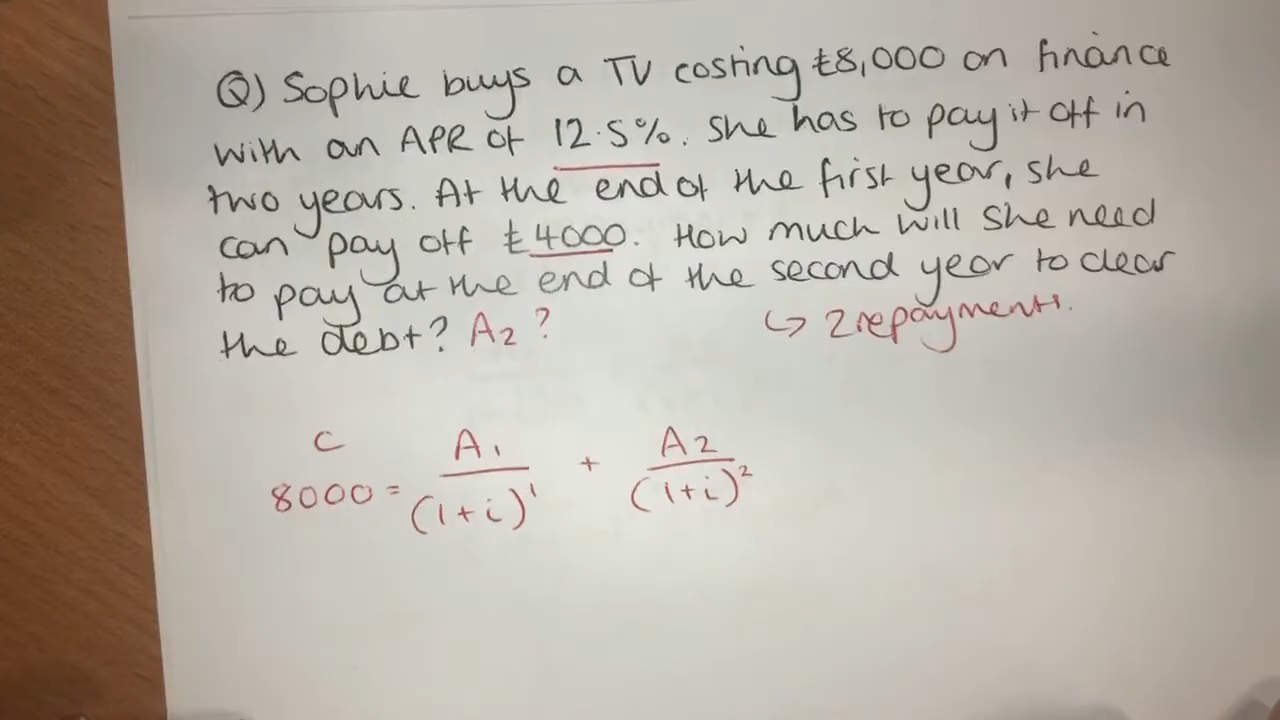 Q) Sophie buys a TV costing £8,000 on finance
with an APR of 12.5%. She has to pay it off in
two years. At the end of the first year, she
can pay off £4000. How much will she need
to pay at the end of the second year to clear
the debt? A2 ? ↳ 2 repayments.
C
8000 = A1/(1+i)^1 + A2/(1+i)^2